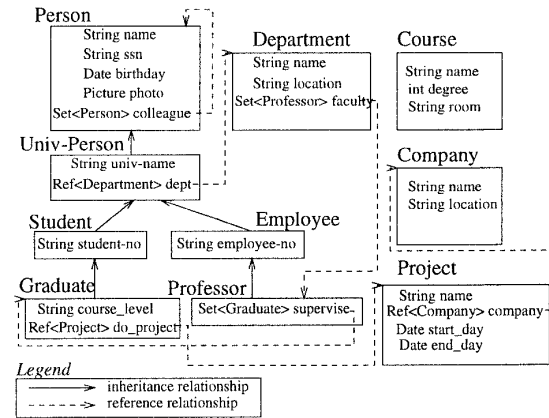 Person
String name
String ssn
Date birthday
Picture photo
Set<Person> colleague
Department
String name
String location
Set<Professor> faculty
Course
String name
int degree
String room
Univ-Person
String univ-name
Ref<Department> dept
Company
String name
String location
Student
String student-no
Employee
String employee-no
Graduate
String course_level
Ref<Project> do_project
Professor
Set<Graduate> supervise
Project
String name
Ref<Company> company
Date start_day
Date end_day
Legend
inheritance relationship
reference relationship